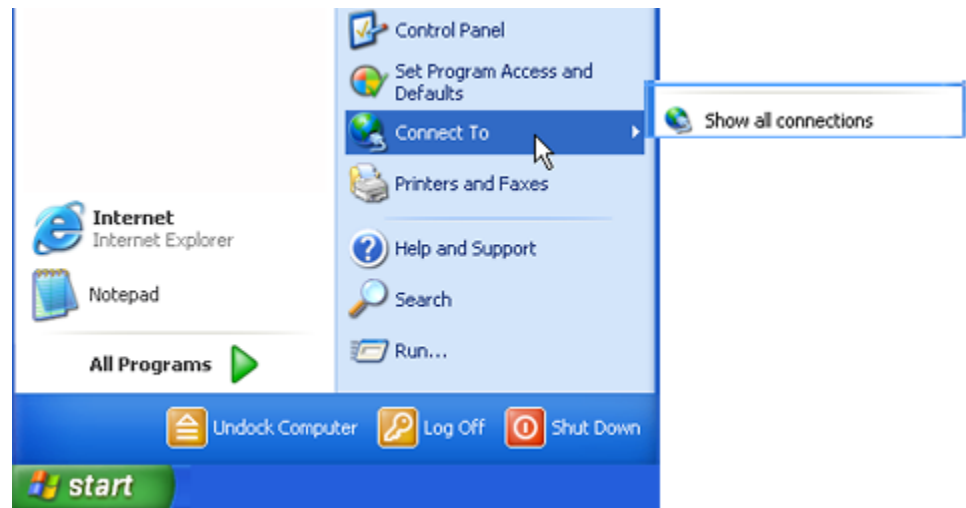 Control Panel
Set Program Access and
Defaults
Connect To
Show all connections
Printers and Faxes
Internet
Internet Explorer
Help and Support
Notepad
Search
All Programs
Run...
Undock Computer
Log Off
Shut Down
start